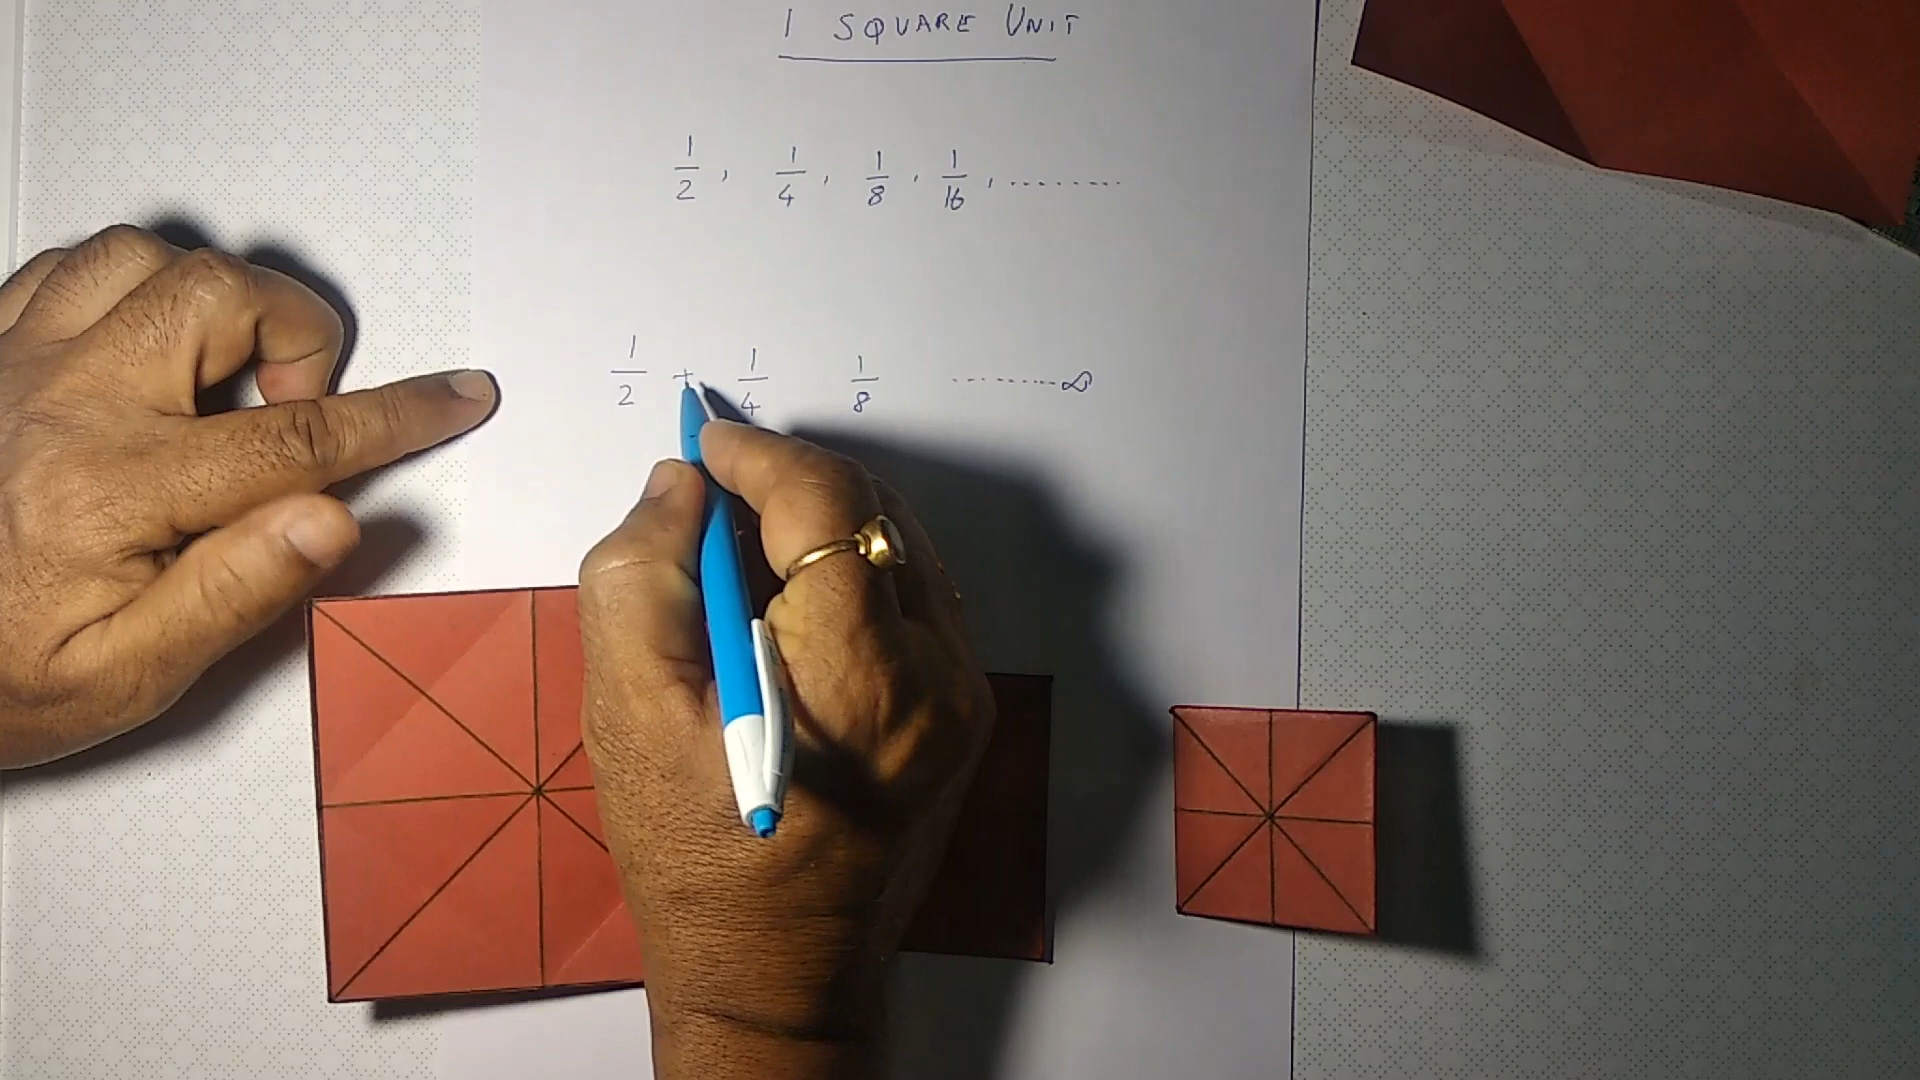 1 SQUARE UNIT
1/2, 1/4, 1/8, 1/16, .........
1/2 + 1/4 1/8 .........∞